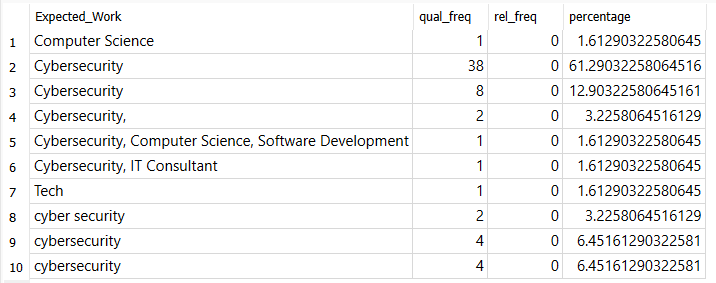 Expected_Work qual_freq rel_freq percentage
1 Computer Science 1 0 1.61290322580645
2 Cybersecurity 38 0 61.29032258064516
3 Cybersecurity 8 0 12.90322580645161
4 Cybersecurity, 2 0 3.2258064516129
5 Cybersecurity, Computer Science, Software Development 1 0 1.61290322580645
6 Cybersecurity, IT Consultant 1 0 1.61290322580645
7 Tech 1 0 1.61290322580645
8 cyber security 2 0 3.2258064516129
9 cybersecurity 4 0 6.45161290322581
10 cybersecurity 4 0 6.45161290322581